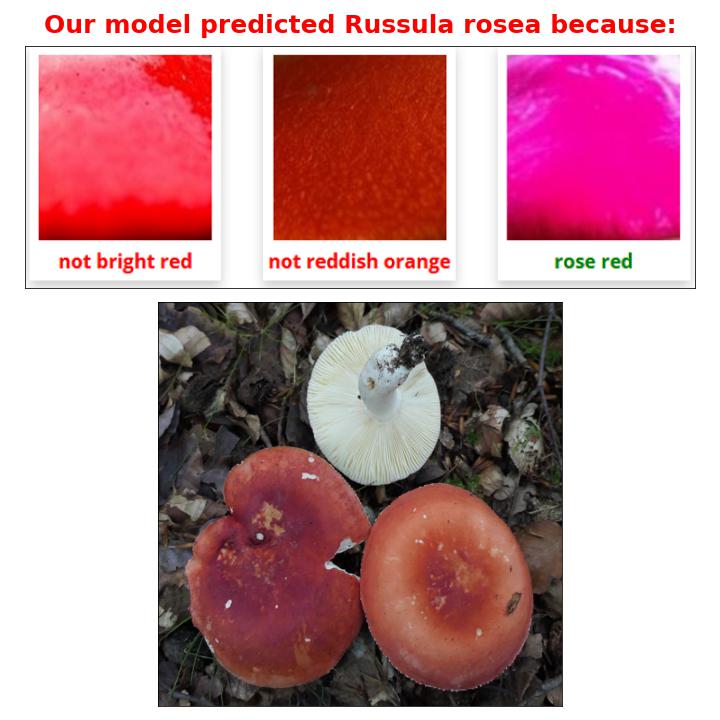 Our model predicted Russula rosea because:
not bright red
not reddish orange
rose red